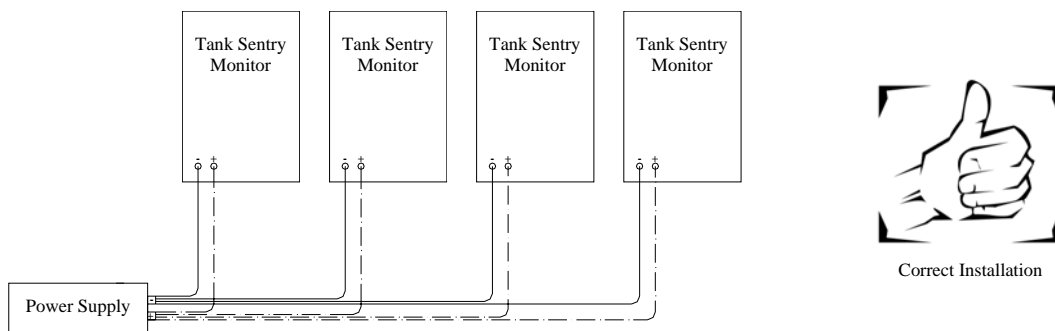 Tank Sentry
Monitor
Tank Sentry
Monitor
Tank Sentry
Monitor
Tank Sentry
Monitor
- +
- +
- +
- +
Power Supply
-
+
Correct Installation